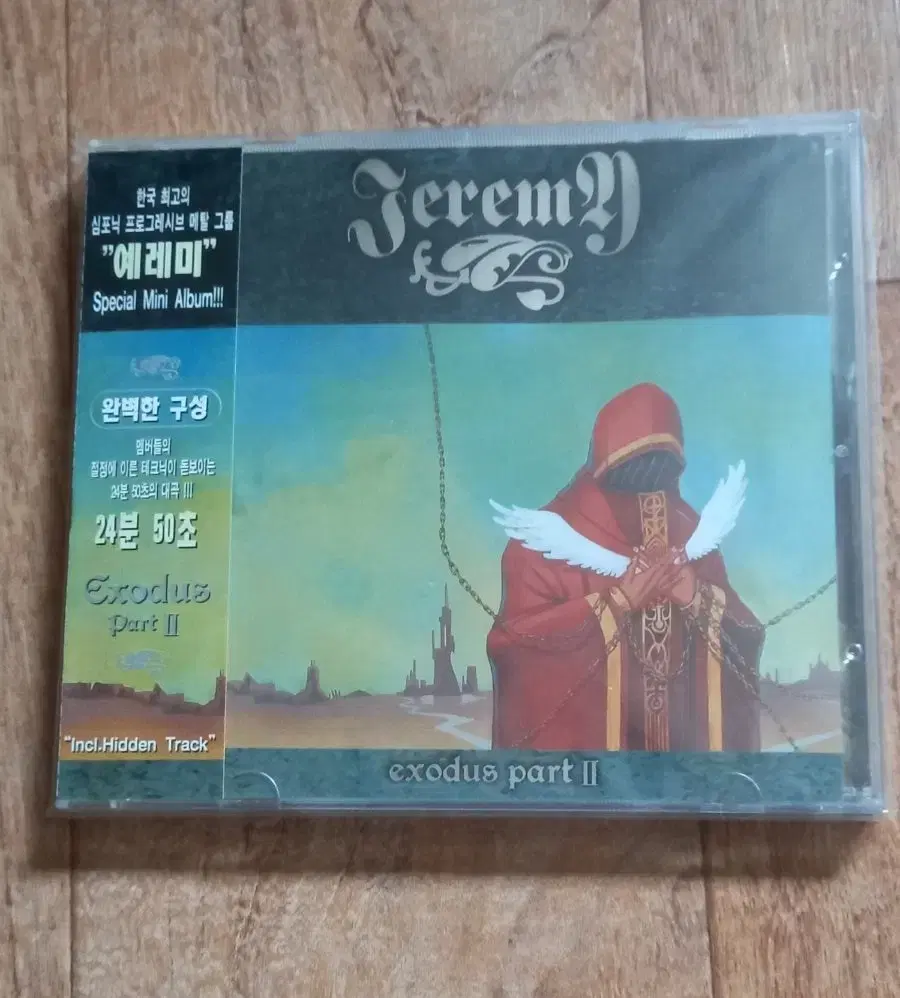 한국 최고의
심포닉 프로그레시브 메탈 그룹
"예레미"
Special Mini Album!!!
완벽한 구성
멤버들의
절정에 이른 테크닉이 돋보이는
24분 50초의 대곡 !!!
24분 50초
Exodus
Part II
"Incl.Hidden Track"
JeremY
exodus part II